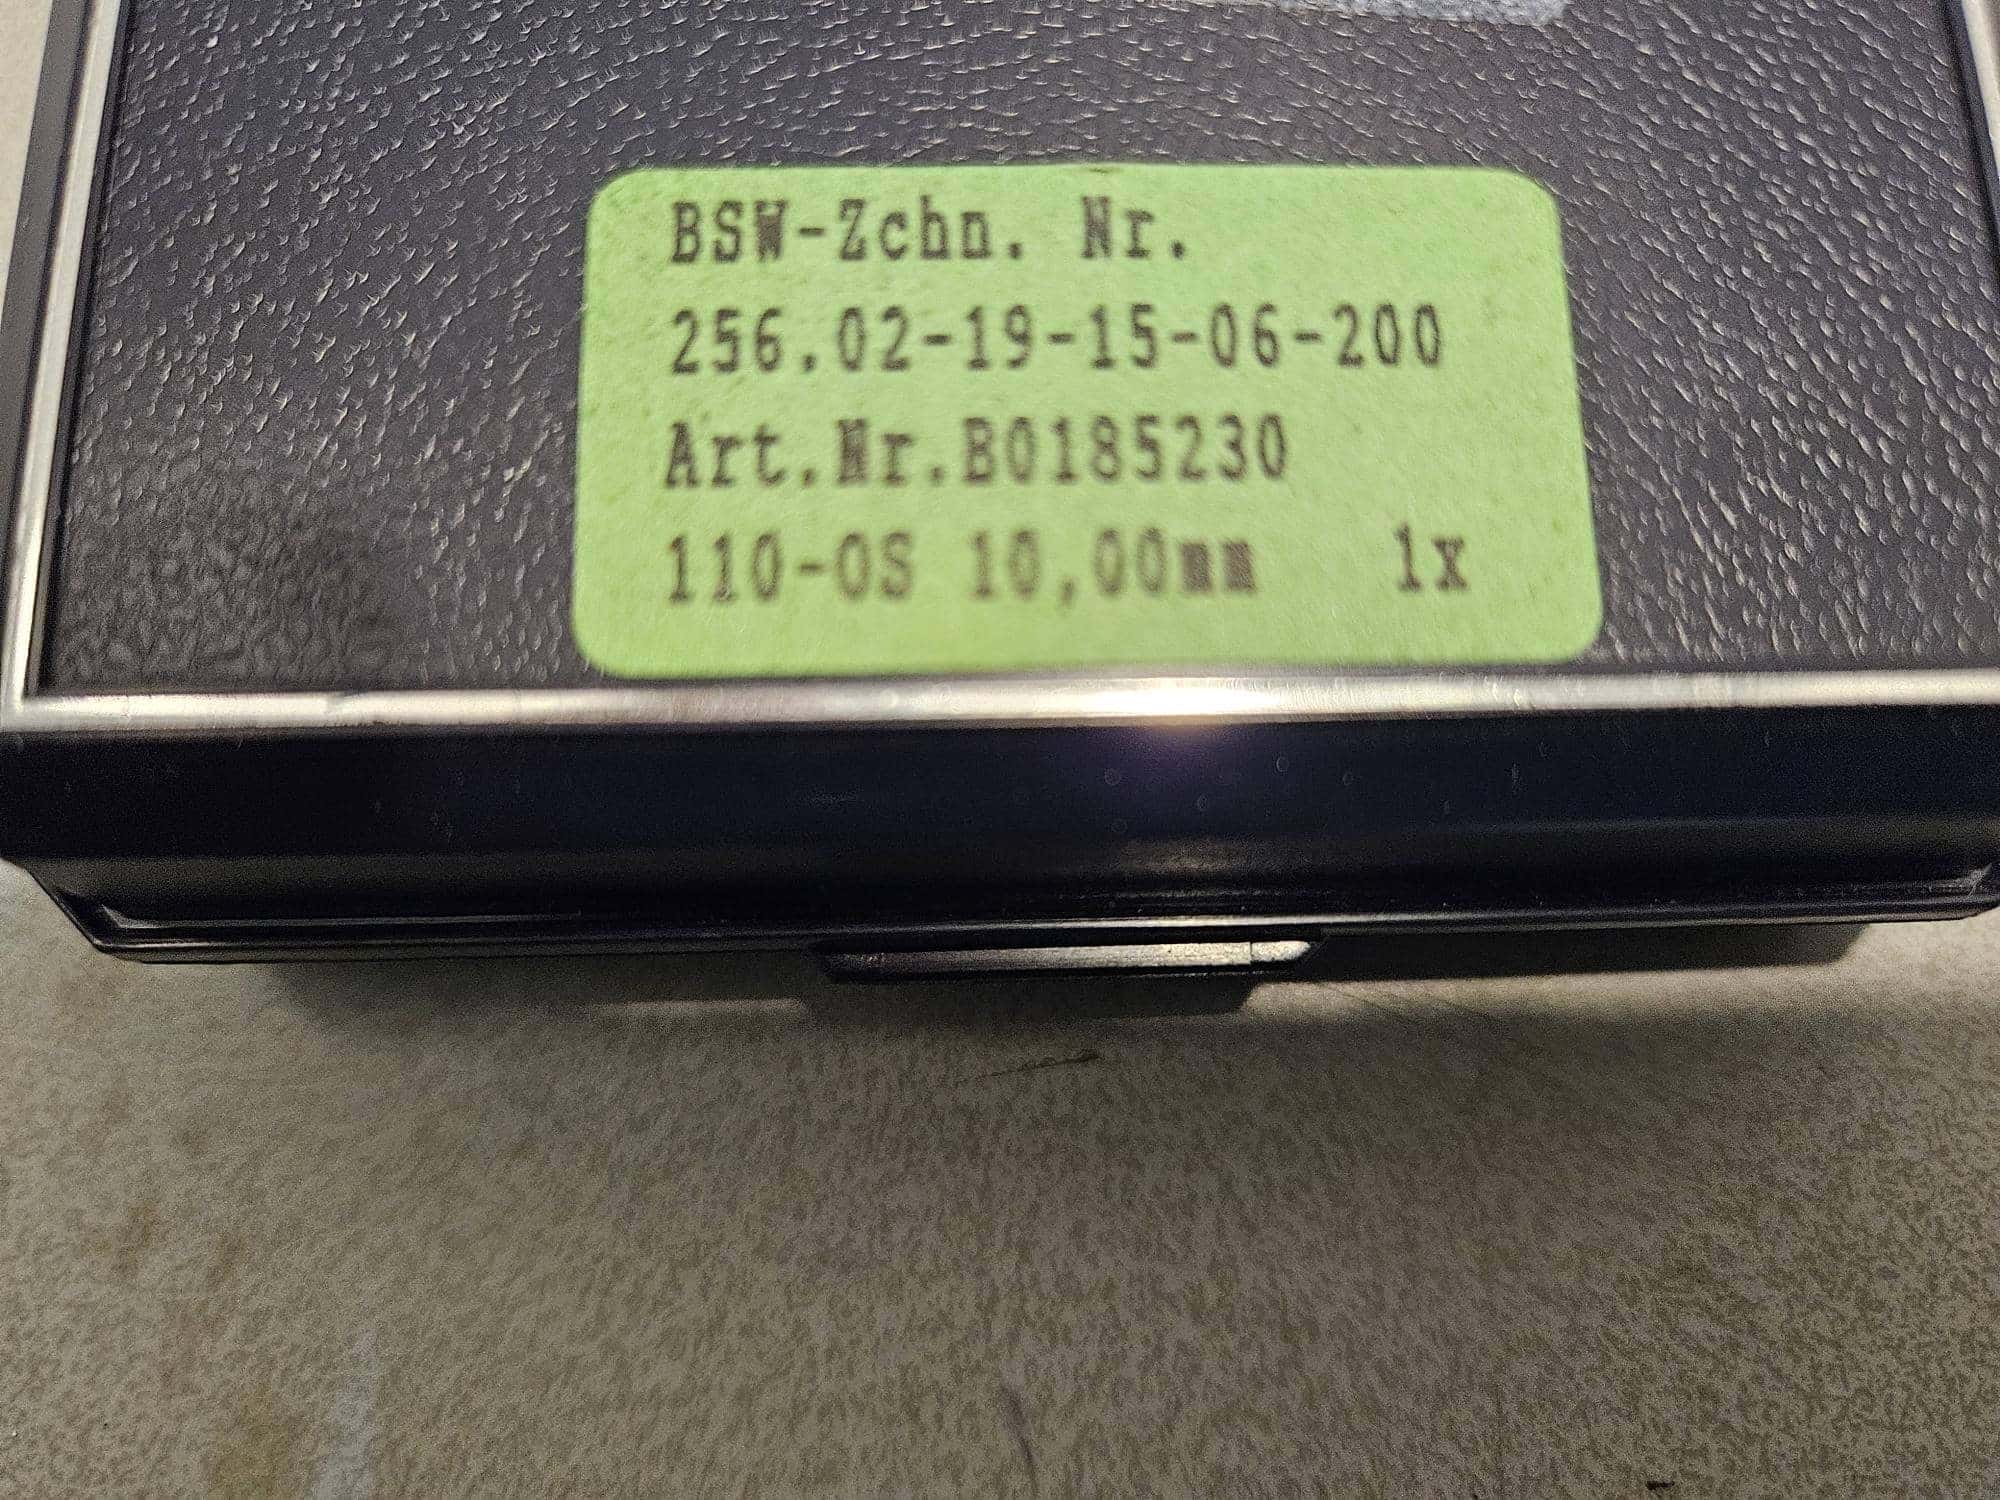 BSW-Zchn. Nr.
256.02-19-15-06-200
Art.Nr.B0185230
110-OS 10,00mm 1x